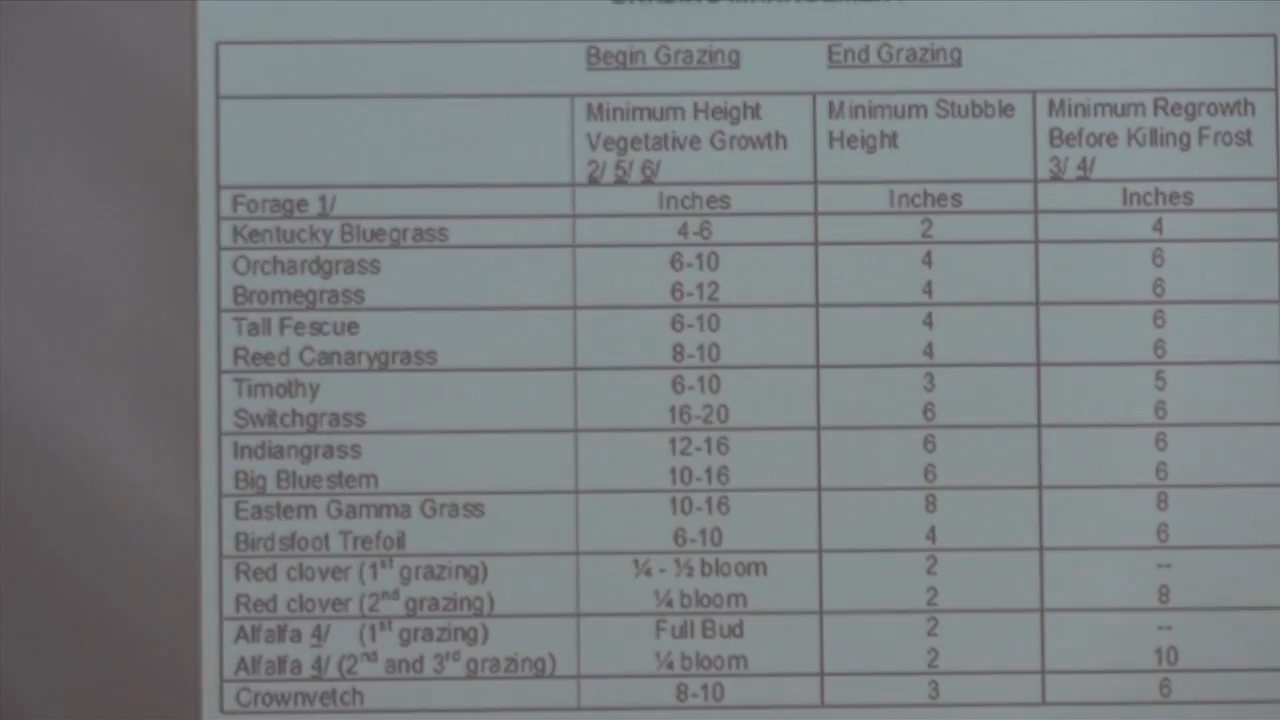 Begin Grazing End Grazing
Minimum Height Minimum Stubble Minimum Regrowth
Vegetative Growth Height Before Killing Frost
2/ 5/ 6/ 3/ 4/
Forage 1/ Inches Inches Inches
Kentucky Bluegrass 4-6 2 4
Orchardgrass 6-10 4 6
Bromegrass 6-12 4 6
Tall Fescue 6-10 4 6
Reed Canarygrass 8-10 4 6
Timothy 6-10 3 5
Switchgrass 16-20 6 6
Indiangrass 12-16 6 6
Big Bluestem 10-16 6 6
Eastern Gamma Grass 10-16 8 8
Birdsfoot Trefoil 6-10 4 6
Red clover (1st grazing) ¼ - ½ bloom 2 --
Red clover (2nd grazing) ¼ bloom 2 8
Alfalfa 4/ (1st grazing) Full Bud 2 --
Alfalfa 4/ (2nd and 3rd grazing) ¼ bloom 2 10
Crownvetch 8-10 3 6